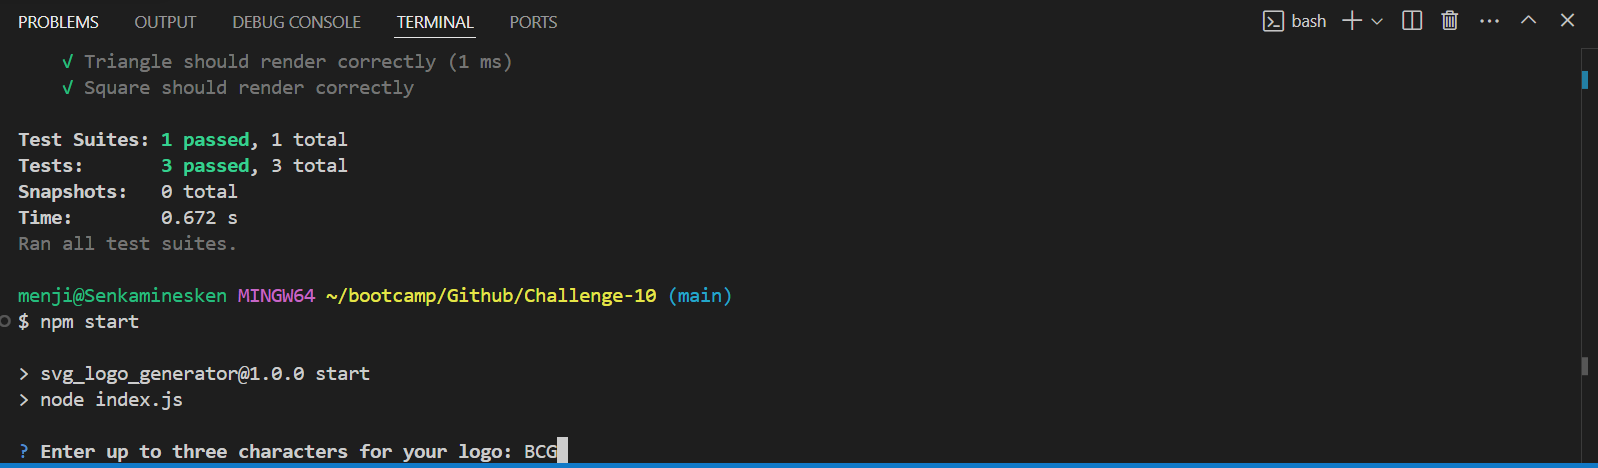 PROBLEMS OUTPUT DEBUG CONSOLE TERMINAL PORTS bash
√ Triangle should render correctly (1 ms)
√ Square should render correctly
Test Suites: 1 passed, 1 total
Tests: 3 passed, 3 total
Snapshots: 0 total
Time: 0.672 s
Ran all test suites.
menji@Senkaminesken MINGW64 ~/bootcamp/Github/Challenge-10 (main)
$ npm start
> svg_logo_generator@1.0.0 start
> node index.js
? Enter up to three characters for your logo: BCG